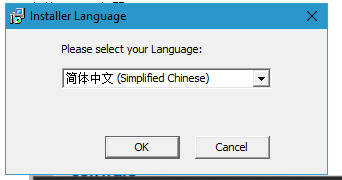 Installer Language
Please select your Language:
简体中文 (Simplified Chinese)
OK
Cancel